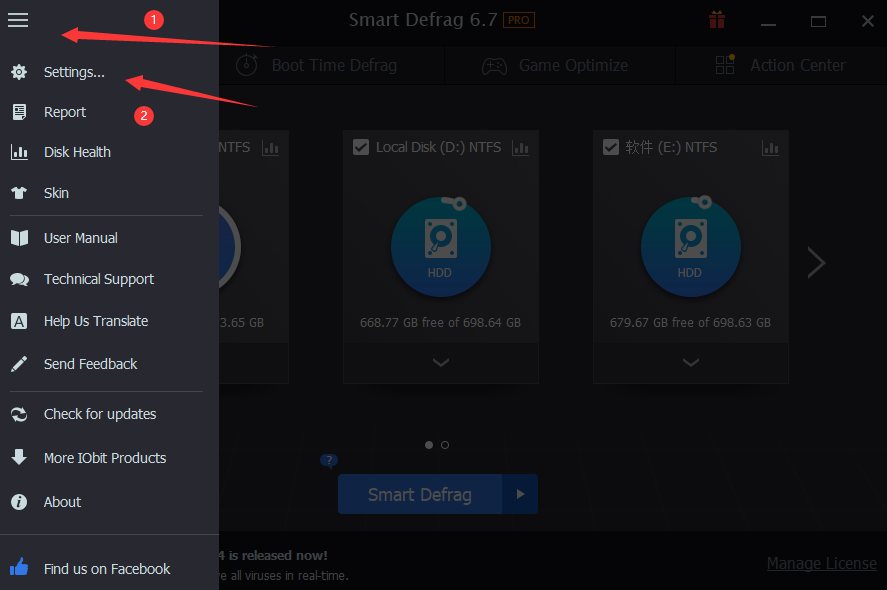 1
Smart Defrag 6.7 PRO
Settings...
Boot Time Defrag
Game Optimize
Action Center
Report
2
Disk Health
NTFS
Local Disk (D:) NTFS
软件 (E:) NTFS
Skin
User Manual
HDD
HDD
Technical Support
Help Us Translate
3.65 GB
668.77 GB free of 698.64 GB
679.67 GB free of 698.63 GB
Send Feedback
Check for updates
More IObit Products
?
Smart Defrag
About
4 is released now!
Manage License
Find us on Facebook
e all viruses in real-time.